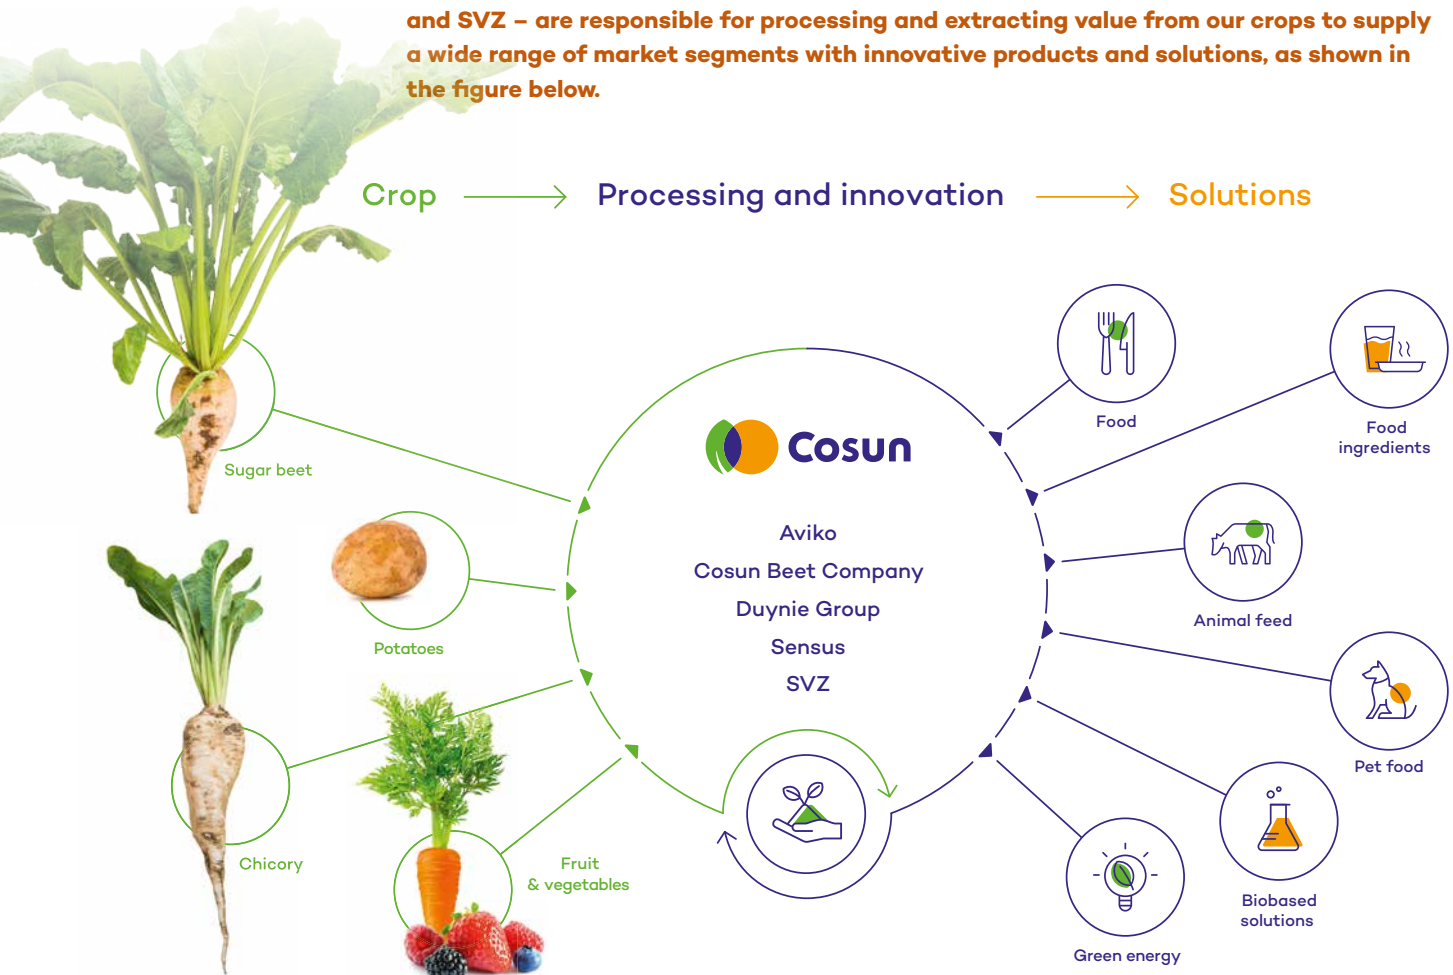 and SVZ – are responsible for processing and extracting value from our crops to supply
a wide range of market segments with innovative products and solutions, as shown in
the figure below.
Crop
Processing and innovation
Solutions
Sugar beet
Potatoes
Chicory
Fruit
& vegetables
Cosun
Aviko
Cosun Beet Company
Duynie Group
Sensus
SVZ
Food
Food
ingredients
Animal feed
Pet food
Biobased
solutions
Green energy